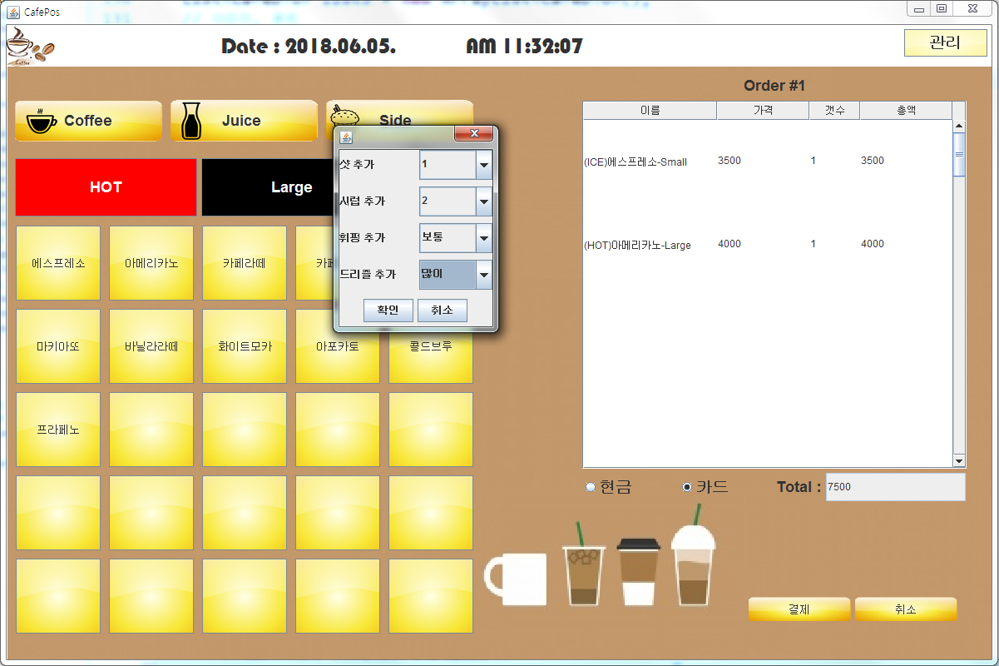 CafePos
Coffee
Date : 2018.06.05. AM 11:32:07
관리
Order #1
Coffee
Juice
Side
HOT
Large
에스프레소
아메리카노
카페라떼
마키아또
바닐라라떼
화이트모카
아포카토
콜드브루
프라페노
샷 추가 1
시럽 추가 2
휘핑 추가 보통
드리즐 추가 많이
확인 취소
이름 가격 갯수 총액
(ICE)에스프레소-Small 3500 1 3500
(HOT)아메리카노-Large 4000 1 4000
현금 카드 Total : 7500
결제 취소